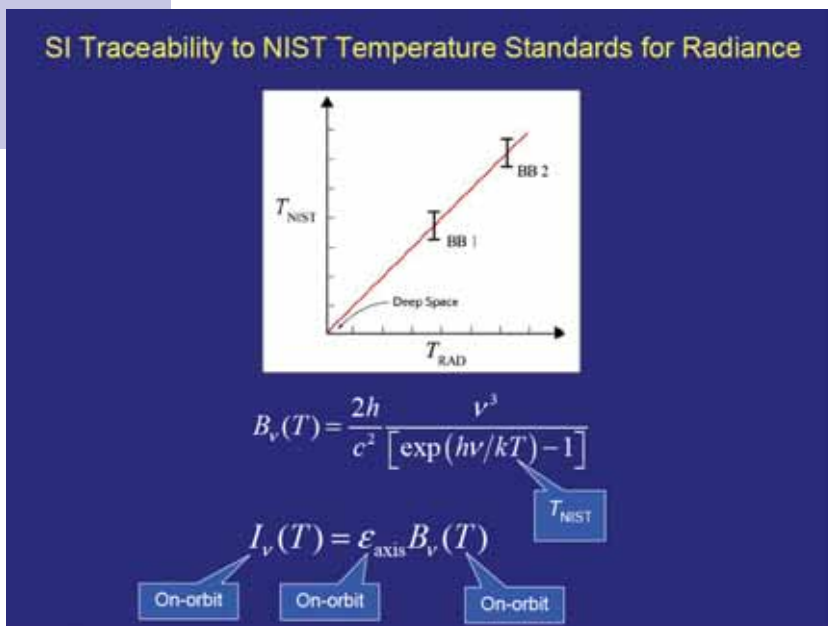 SI Traceability to NIST Temperature Standards for Radiance
BB 2
T_NIST
BB 1
Deep Space
T_RAD
B_ν(T) = 2h/c² ν³/[exp(hν/kT)−1]
T_NIST
I_ν(T) = ε_axis B_ν(T)
On-orbit On-orbit On-orbit